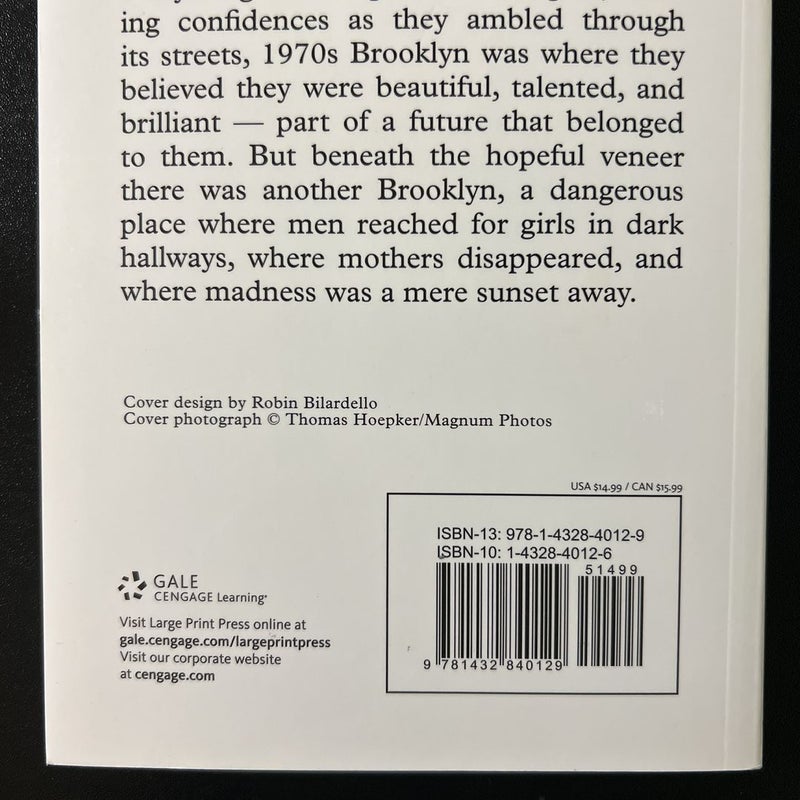 ing confidences as they ambled through
its streets, 1970s Brooklyn was where they
believed they were beautiful, talented, and
brilliant — part of a future that belonged
to them. But beneath the hopeful veneer
there was another Brooklyn, a dangerous
place where men reached for girls in dark
hallways, where mothers disappeared, and
where madness was a mere sunset away.
Cover design by Robin Bilardello
Cover photograph © Thomas Hoepker/Magnum Photos
USA $14.99 / CAN $15.99
ISBN-13: 978-1-4328-4012-9
ISBN-10: 1-4328-4012-6
51499
9 781432 840129
GALE
CENGAGE Learning·
Visit Large Print Press online at
gale.cengage.com/largeprintpress
Visit our corporate website
at cengage.com